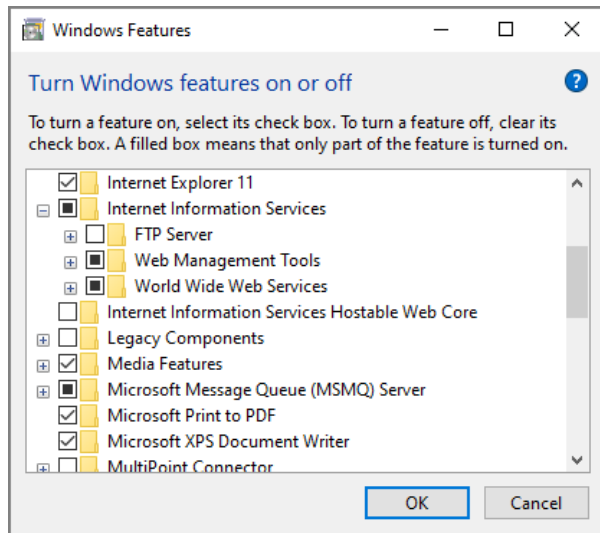 Windows Features
Turn Windows features on or off
?
To turn a feature on, select its check box. To turn a feature off, clear its
check box. A filled box means that only part of the feature is turned on.
Internet Explorer 11
Internet Information Services
FTP Server
Web Management Tools
World Wide Web Services
Internet Information Services Hostable Web Core
Legacy Components
Media Features
Microsoft Message Queue (MSMQ) Server
Microsoft Print to PDF
Microsoft XPS Document Writer
MultiPoint Connector
OK Cancel